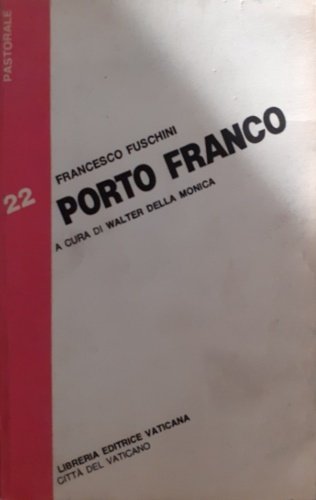 PASTORALE
22
FRANCESCO FUSCHINI
PORTO FRANCO
A CURA DI WALTER DELLA MONICA
LIBRERIA EDITRICE VATICANA
CITTÀ DEL VATICANO